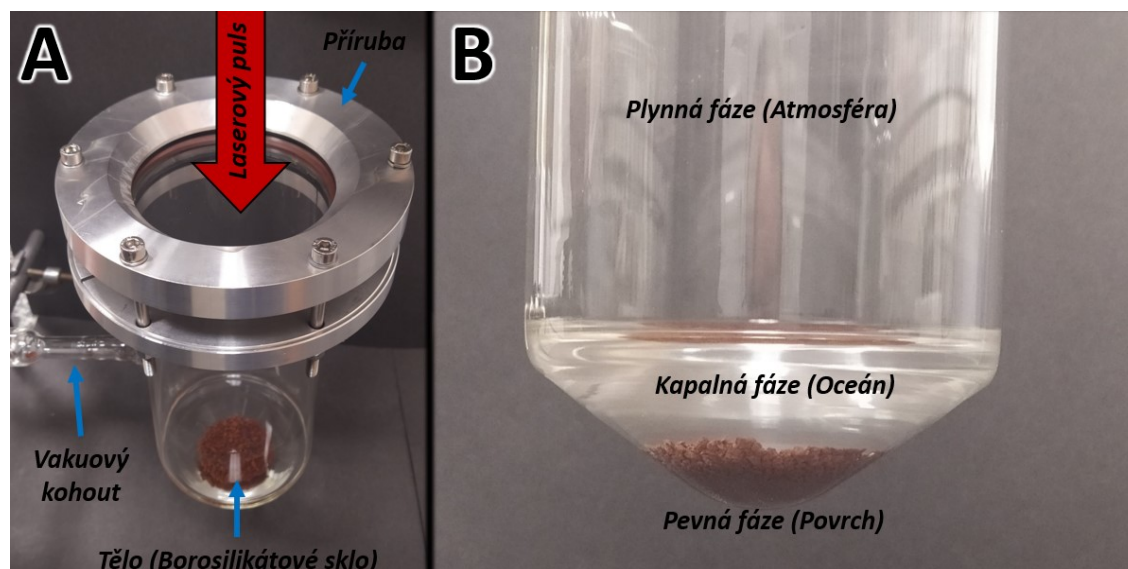 A
Laserový puls
Příruba
Vakuový
kohout
Tělo (Borosilikátové sklo)
B
Plynná fáze (Atmosféra)
Kapalná fáze (Oceán)
Pevná fáze (Povrch)